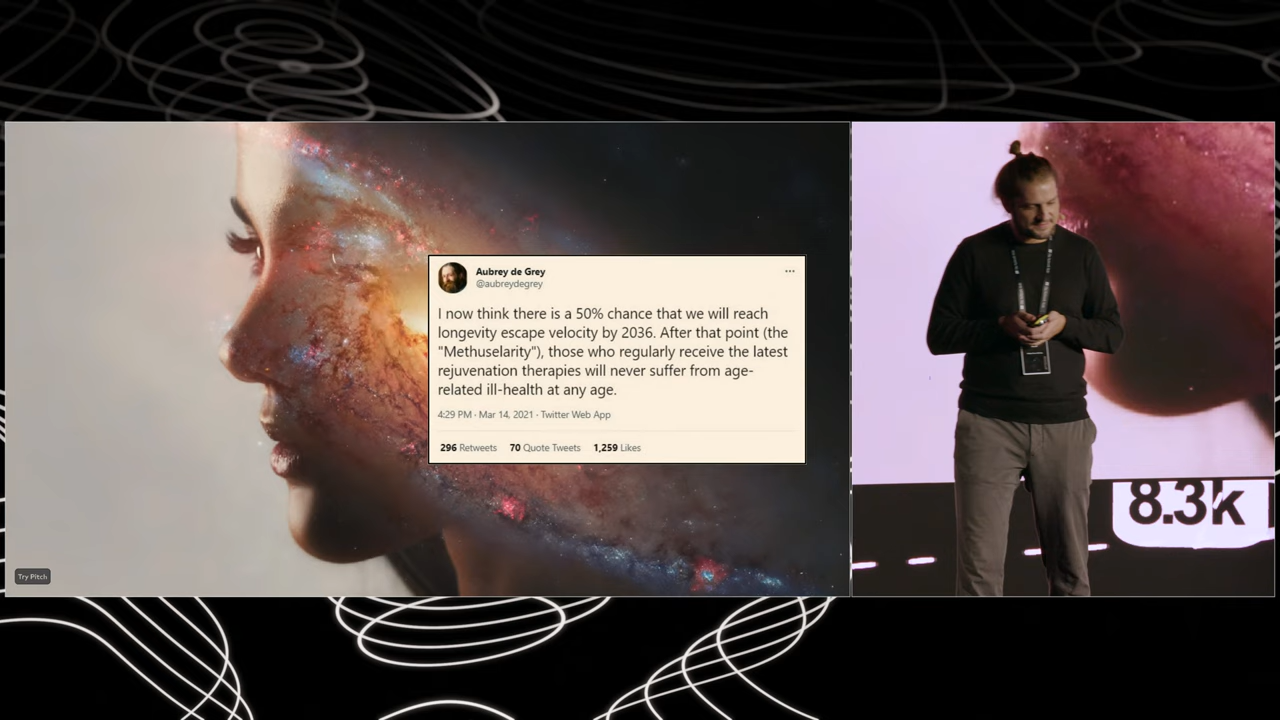 Aubrey de Grey
@aubreydegrey
I now think there is a 50% chance that we will reach
longevity escape velocity by 2036. After that point (the
"Methuselarity"), those who regularly receive the latest
rejuvenation therapies will never suffer from age-
related ill-health at any age.
4:29 PM · Mar 14, 2021 · Twitter Web App
296 Retweets 70 Quote Tweets 1,259 Likes
Try Pitch
8.3k